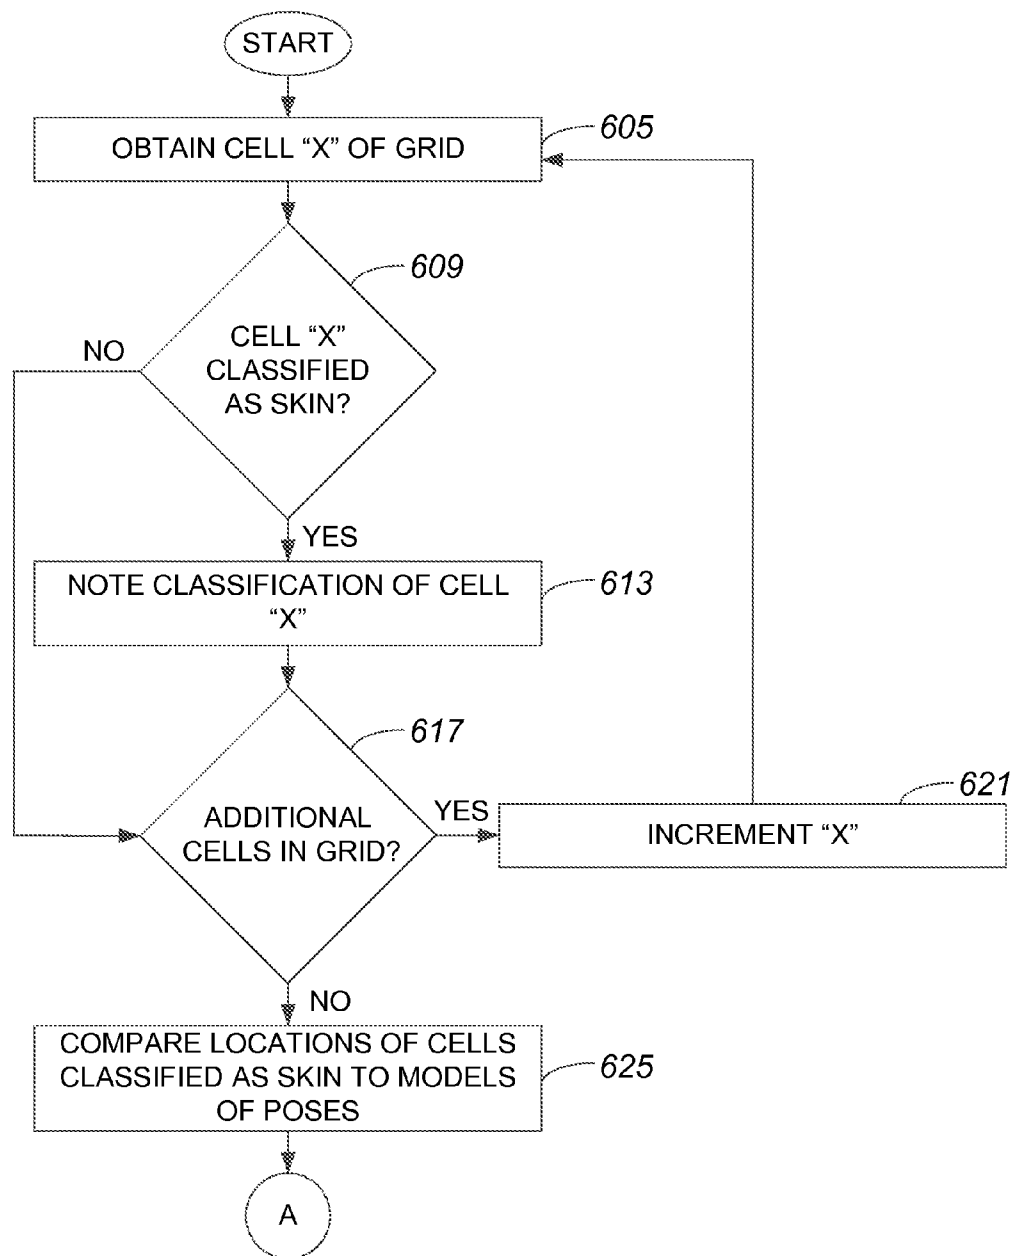 START
OBTAIN CELL “X” OF GRID
605
609
CELL “X”
CLASSIFIED
AS SKIN?
NO
YES
NOTE CLASSIFICATION OF CELL
“X”
613
617
ADDITIONAL
CELLS IN GRID?
YES
621
INCREMENT “X”
NO
COMPARE LOCATIONS OF CELLS
CLASSIFIED AS SKIN TO MODELS
OF POSES
625
A